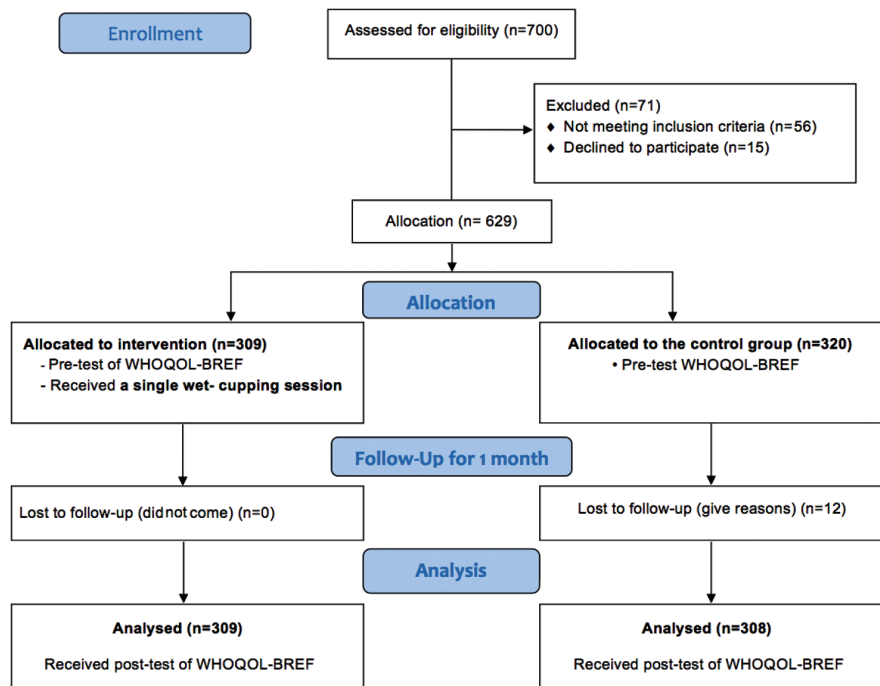 Enrollment
Assessed for eligibility (n=700)
Excluded (n=71)
♦ Not meeting inclusion criteria (n=56)
♦ Declined to participate (n=15)
Allocation (n= 629)
Allocation
Allocated to intervention (n=309)
- Pre-test of WHOQOL-BREF
- Received a single wet- cupping session
Allocated to the control group (n=320)
• Pre-test WHOQOL-BREF
Follow-Up for 1 month
Lost to follow-up (did not come) (n=0)
Lost to follow-up (give reasons) (n=12)
Analysis
Analysed (n=309)
Received post-test of WHOQOL-BREF
Analysed (n=308)
Received post-test of WHOQOL-BREF